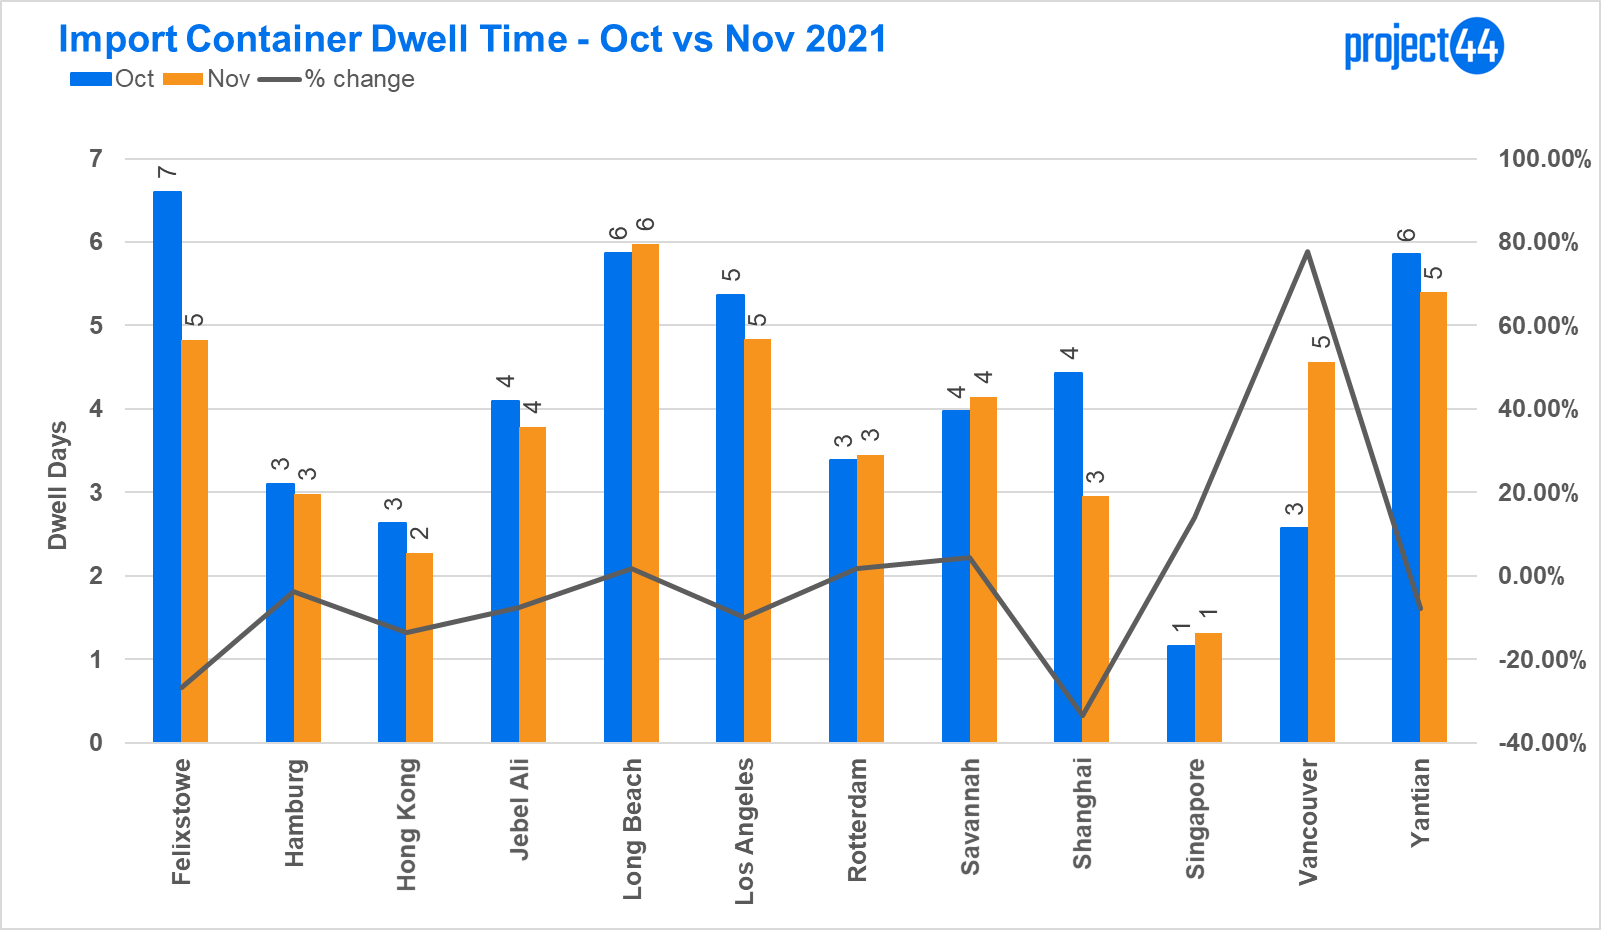 Import Container Dwell Time - Oct vs Nov 2021
project44
Oct Nov % change
7 100.00%
6 80.00%
5 60.00%
4 40.00%
3 20.00%
2 0.00%
1 -20.00%
0 -40.00%
Dwell Days
7 5
3 3
3 2
4 4
6 6
5 5
3 3
4 4
4 3
1 1
3 5
6 5
Felixstowe
Hamburg
Hong Kong
Jebel Ali
Long Beach
Los Angeles
Rotterdam
Savannah
Shanghai
Singapore
Vancouver
Yantian